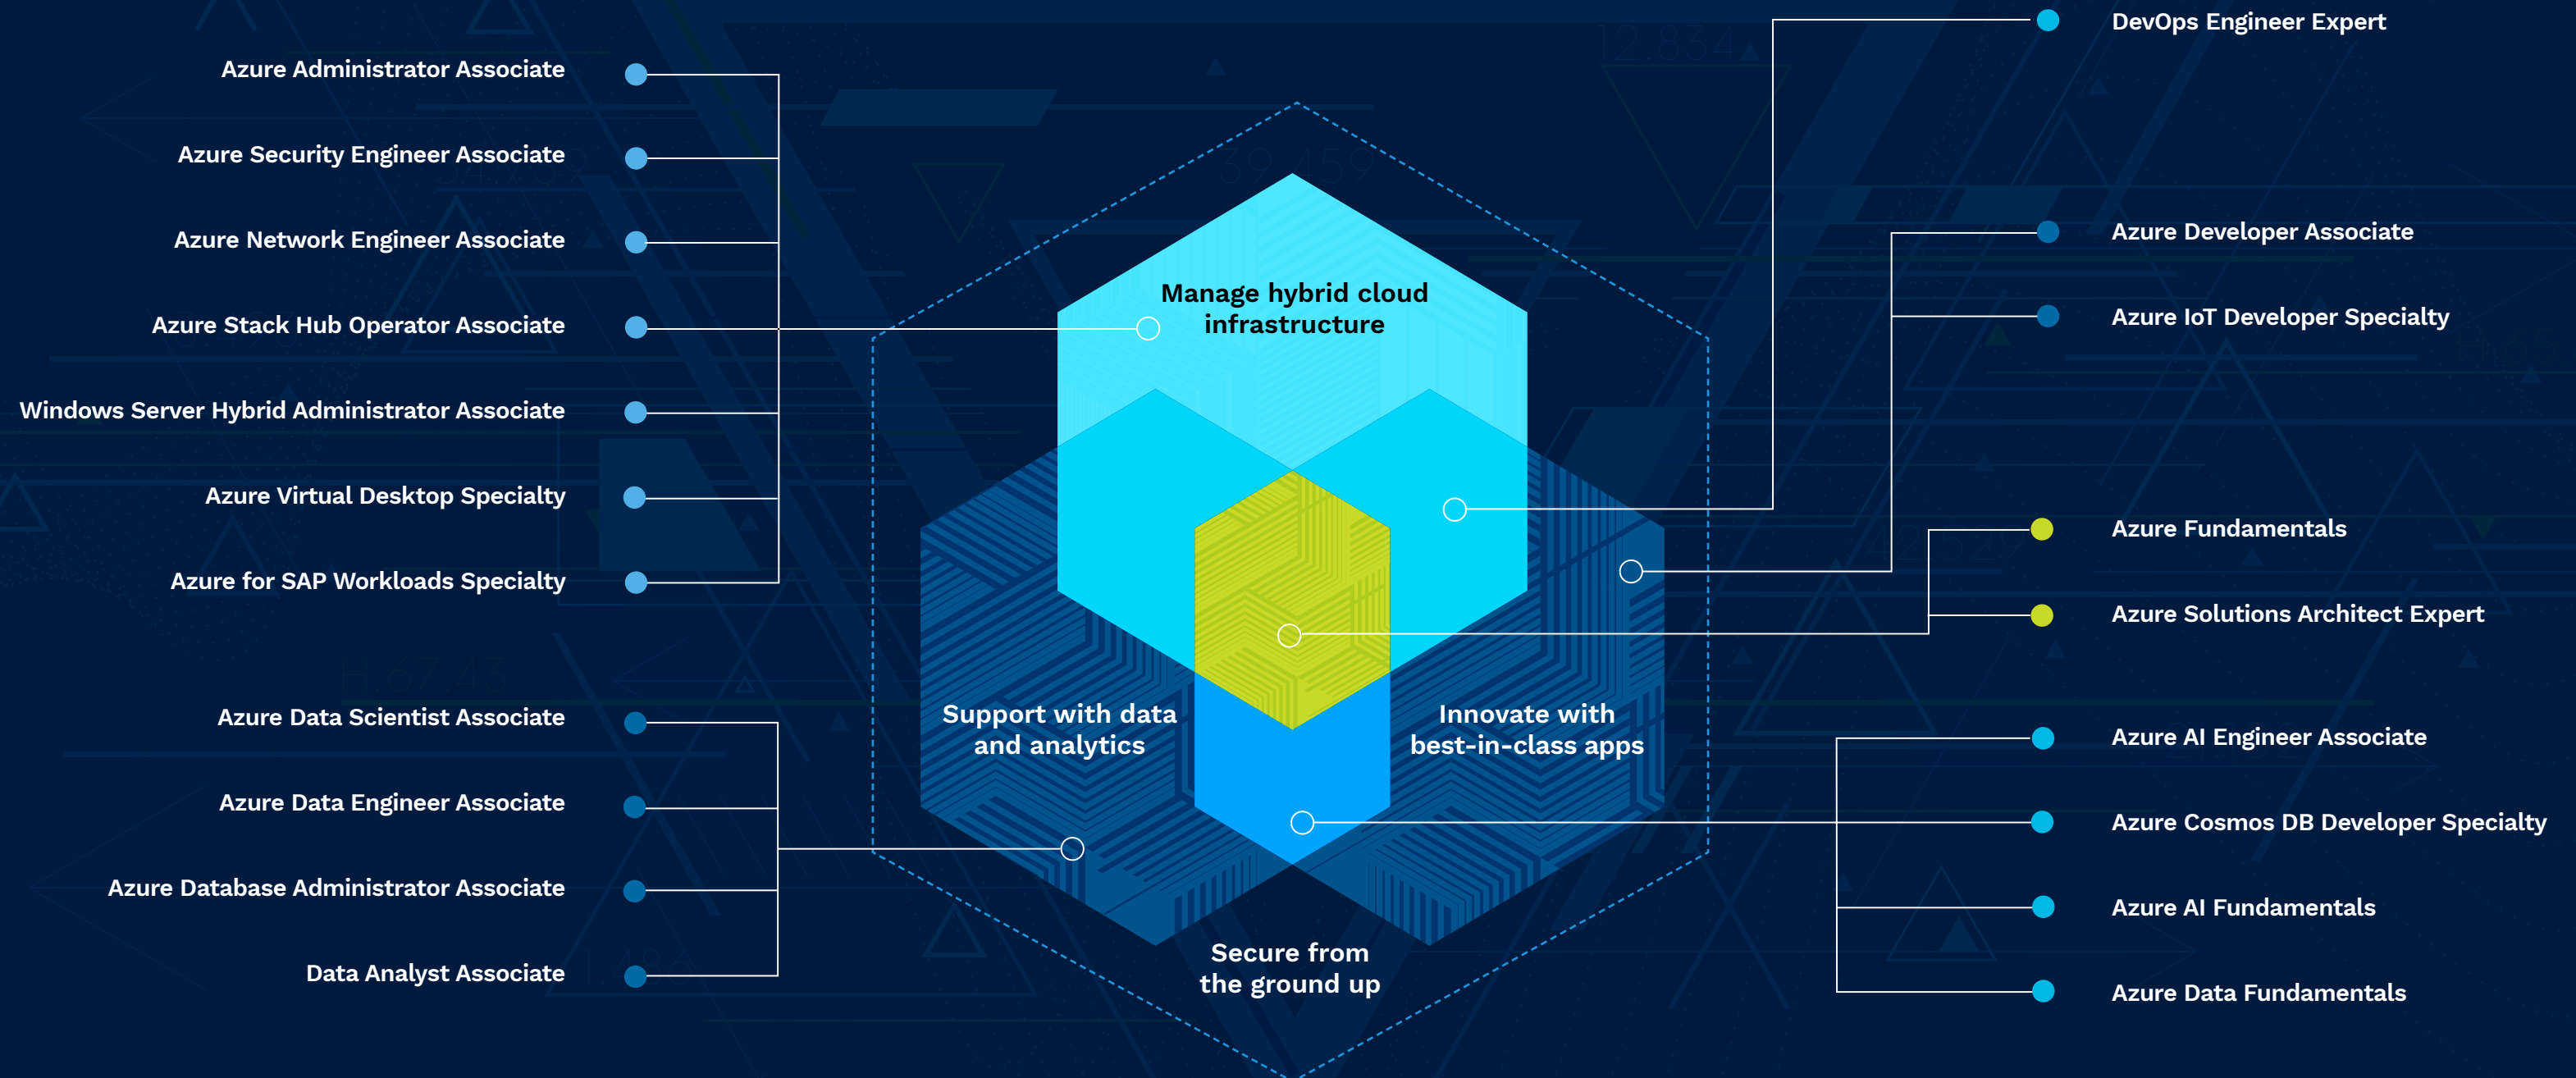 Azure Administrator Associate
Azure Security Engineer Associate
Azure Network Engineer Associate
Azure Stack Hub Operator Associate
Windows Server Hybrid Administrator Associate
Azure Virtual Desktop Specialty
Azure for SAP Workloads Specialty
Azure Data Scientist Associate
Azure Data Engineer Associate
Azure Database Administrator Associate
Data Analyst Associate
Manage hybrid cloud
infrastructure
Support with data
and analytics
Innovate with
best-in-class apps
Secure from
the ground up
DevOps Engineer Expert
Azure Developer Associate
Azure IoT Developer Specialty
Azure Fundamentals
Azure Solutions Architect Expert
Azure AI Engineer Associate
Azure Cosmos DB Developer Specialty
Azure AI Fundamentals
Azure Data Fundamentals